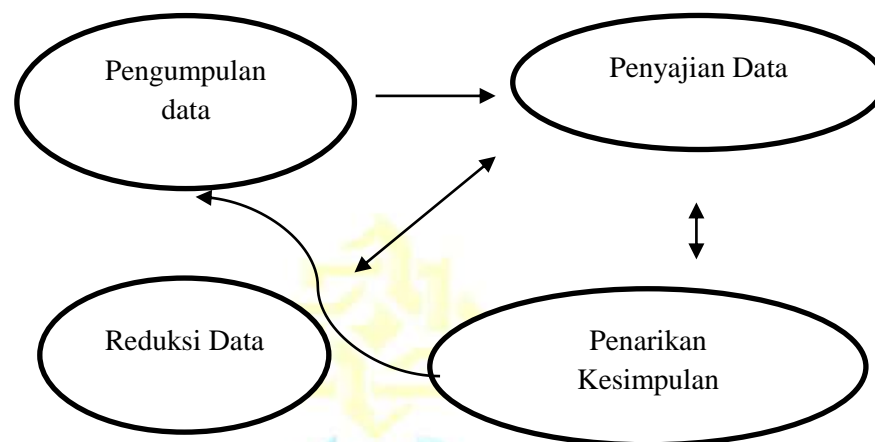 Pengumpulan
data
Penyajian Data
Reduksi Data
Penarikan
Kesimpulan